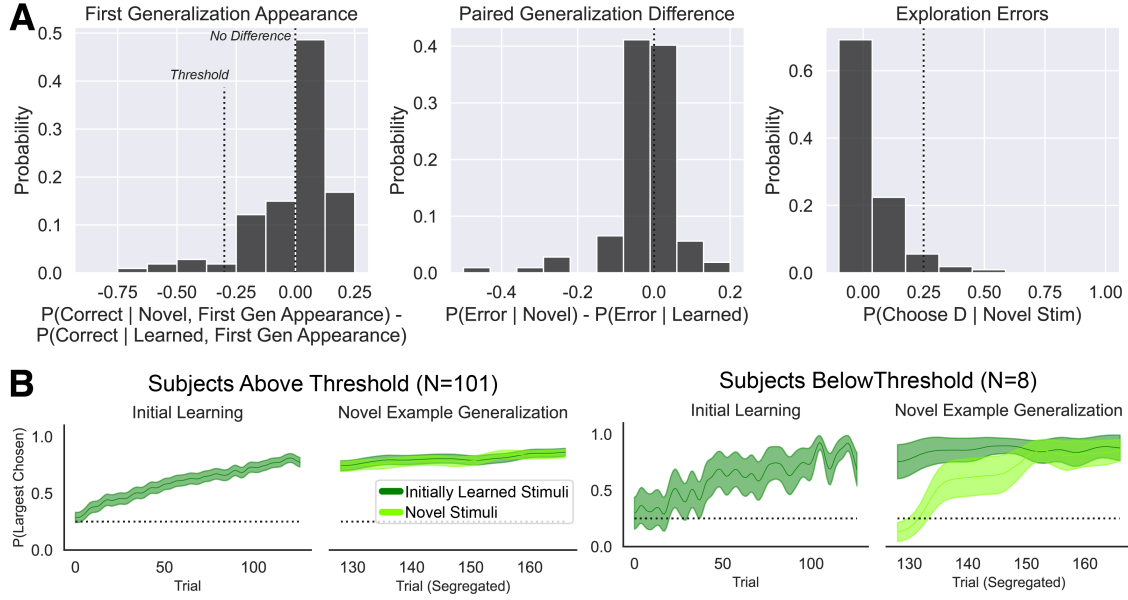 A
First Generalization Appearance
Paired Generalization Difference
Exploration Errors
No Difference
Threshold
Probability
0.5
0.4
0.3
0.2
0.1
0.0
-0.75 -0.50 -0.25 0.00 0.25
P(Correct | Novel, First Gen Appearance) -
P(Correct | Learned, First Gen Appearance)
Probability
0.4
0.3
0.2
0.1
0.0
-0.4 -0.2 0.0 0.2
P(Error | Novel) - P(Error | Learned)
Probability
0.6
0.4
0.2
0.0
0.00 0.25 0.50 0.75 1.00
P(Choose D | Novel Stim)
B
Subjects Above Threshold (N=101)
Initial Learning
Novel Example Generalization
P(Largest Chosen)
1.0
0.5
0.0
0 50 100
Trial
Initially Learned Stimuli
Novel Stimuli
130 140 150 160
Trial (Segregated)
Subjects BelowThreshold (N=8)
Initial Learning
Novel Example Generalization
1.0
0.5
0.0
0 50 100
Trial
130 140 150 160
Trial (Segregated)